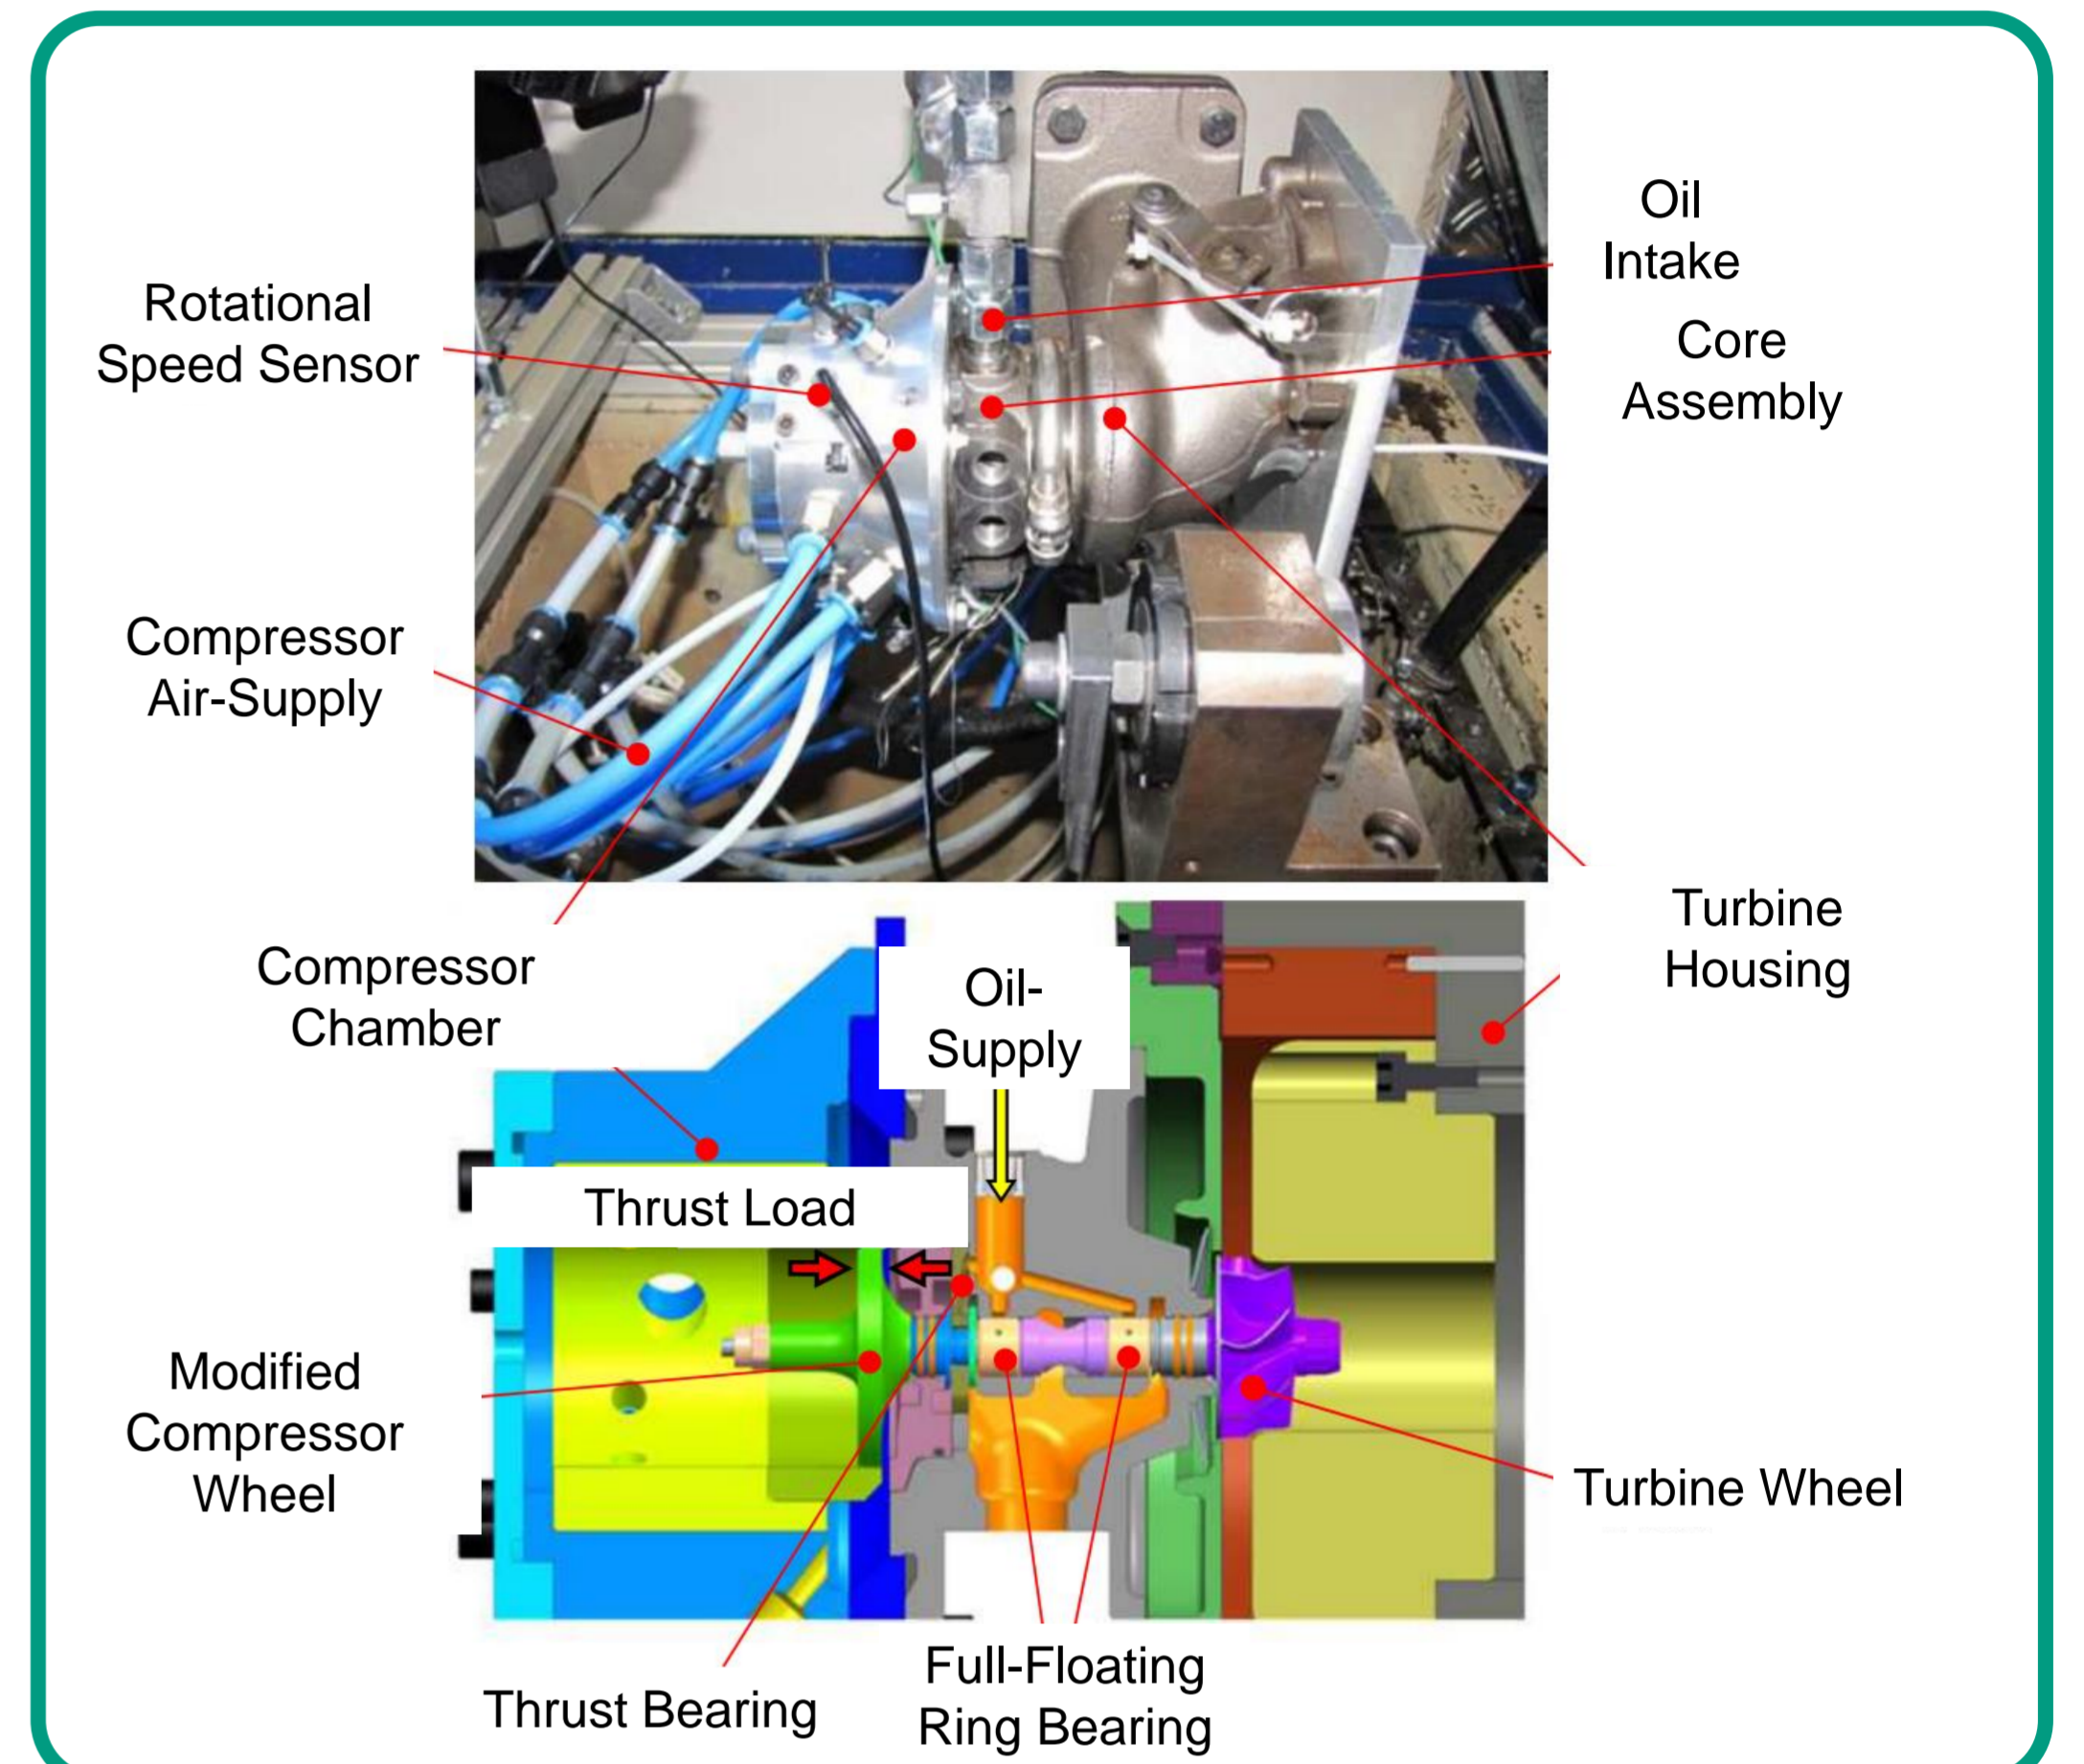 Oil
Intake
Rotational
Speed Sensor
Core
Assembly
Compressor
Air-Supply
Turbine
Housing
Compressor
Chamber
Oil-
Supply
Thrust Load
Modified
Compressor
Wheel
Turbine Wheel
Thrust Bearing
Full-Floating
Ring Bearing